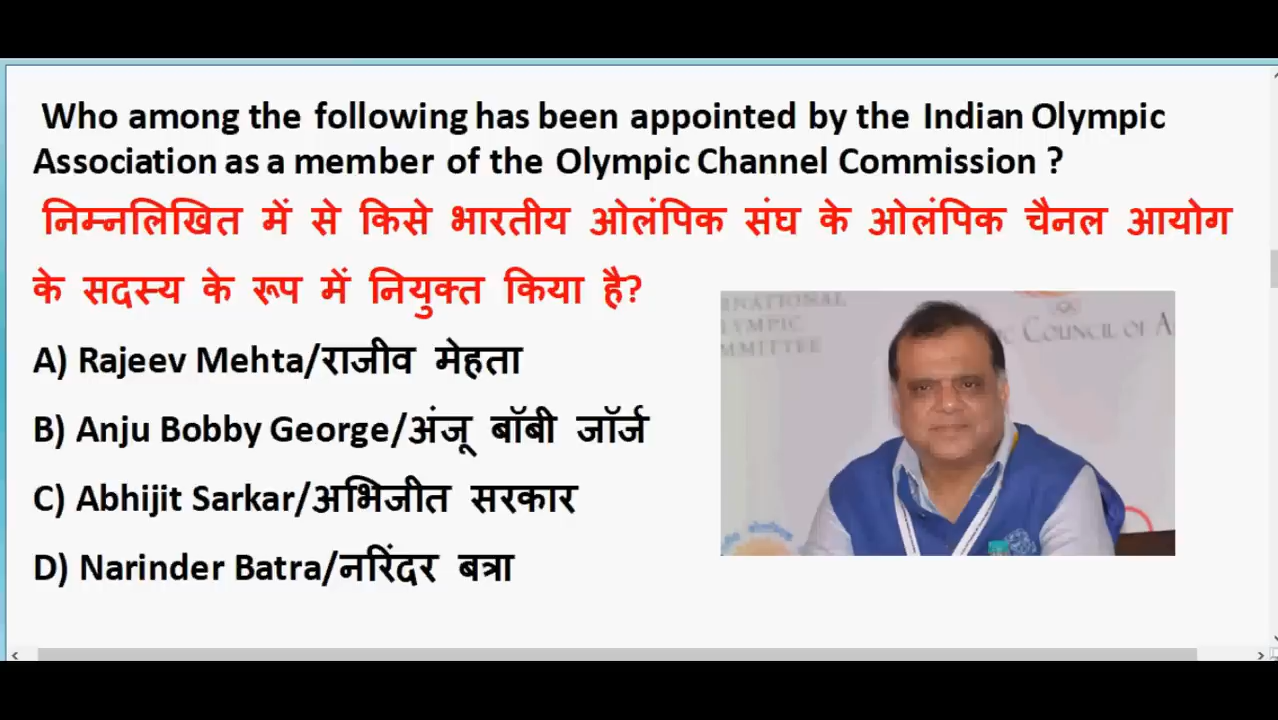 Who among the following has been appointed by the Indian Olympic
Association as a member of the Olympic Channel Commission ?
निम्नलिखित में से किसे भारतीय ओलंपिक संघ के ओलंपिक चैनल आयोग
के सदस्य के रूप में नियुक्त किया है?
A) Rajeev Mehta/राजीव मेहता
B) Anju Bobby George/अंजू बॉबी जॉर्ज
C) Abhijit Sarkar/अभिजीत सरकार
D) Narinder Batra/नरिंदर बत्रा
COUNCIL OF A